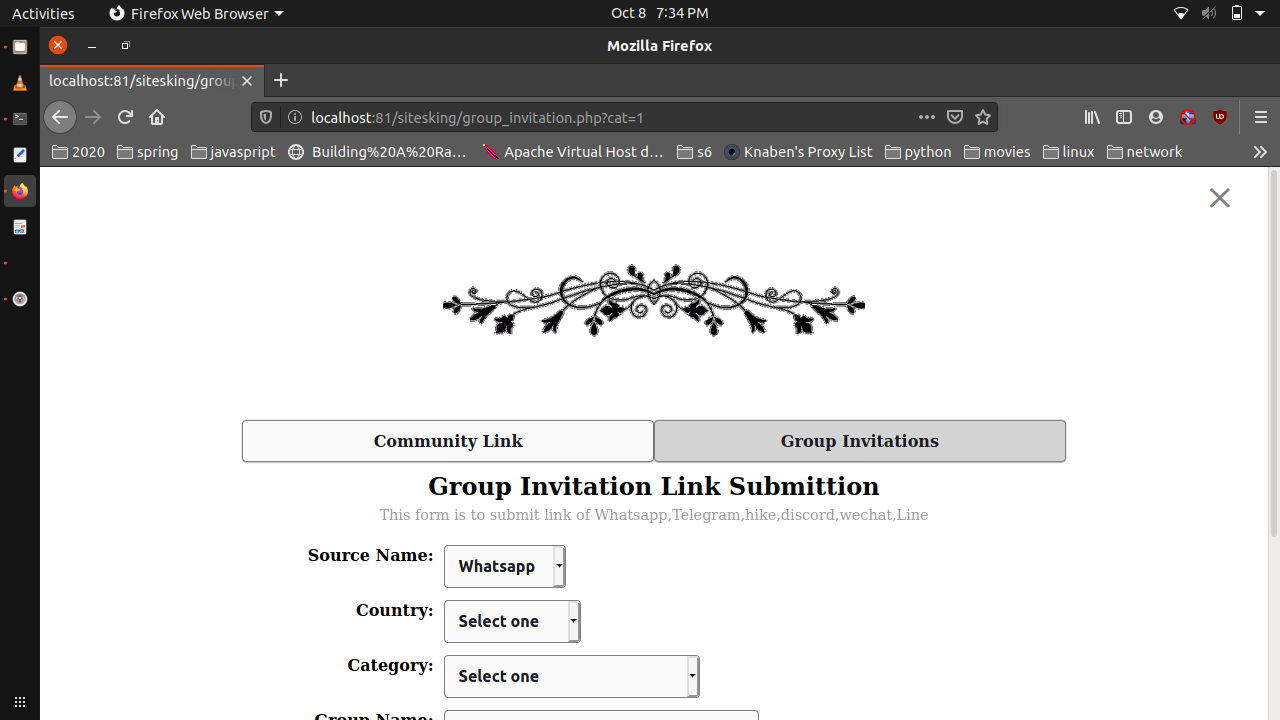 Activities Firefox Web Browser Oct 8 7:34 PM
Mozilla Firefox
localhost:81/sitesking/grou
localhost:81/sitesking/group_invitation.php?cat=1
2020 spring javascript Building%20A%20Ra… Apache Virtual Host d… s6 Knaben's Proxy List python movies linux network
Community Link Group Invitations
Group Invitation Link Submittion
This form is to submit link of Whatsapp,Telegram,hike,discord,wechat,Line
Source Name: Whatsapp
Country: Select one
Category: Select one
Group Name: